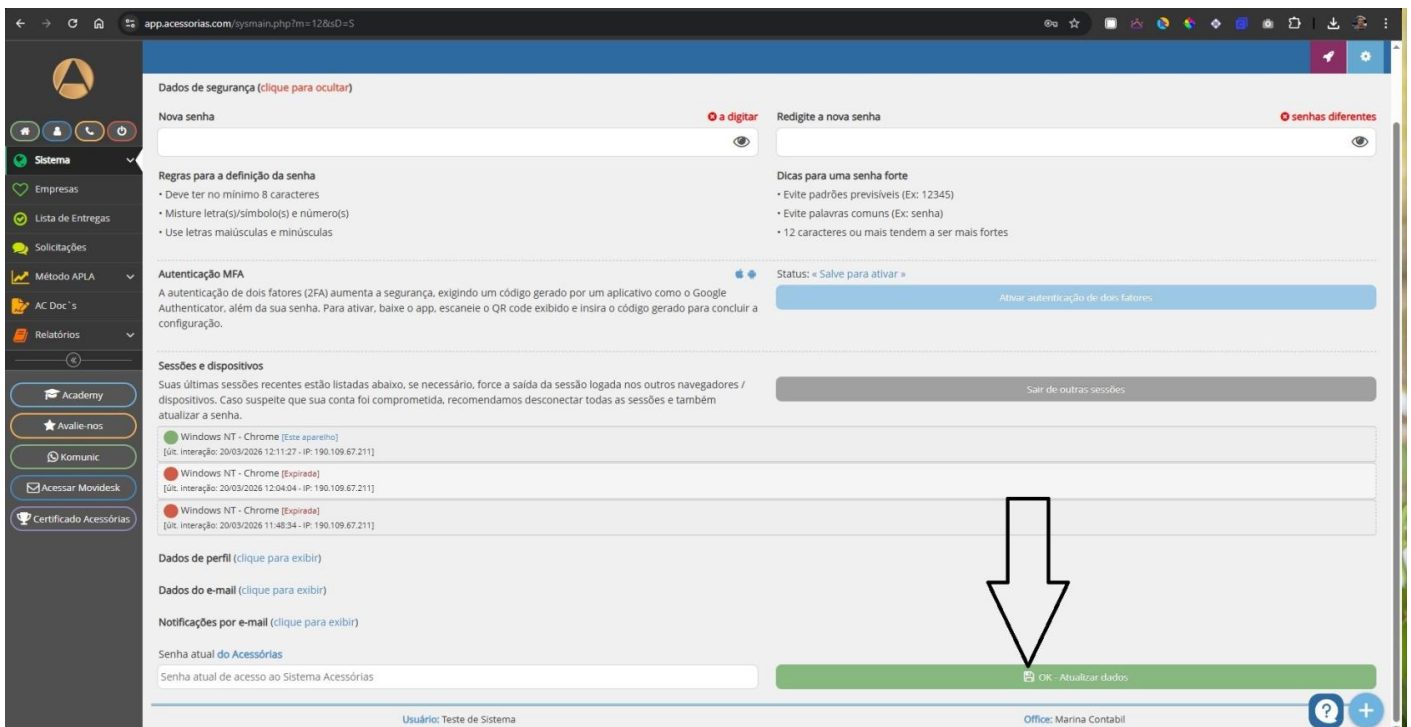 app.acessorias.com/sysmain.php?m=12&sD=S
Dados de segurança (clique para ocultar)
Nova senha
a digitar
Redigite a nova senha
senhas diferentes
Sistema
Empresas
Lista de Entregas
Solicitações
Método APLA
AC Doc`s
Relatórios
Academy
Avalie-nos
Komunic
Acessar Movidesk
Certificado Acessórias
Regras para a definição da senha
• Deve ter no mínimo 8 caracteres
• Misture letra(s)/símbolo(s) e número(s)
• Use letras maiúsculas e minúsculas
Dicas para uma senha forte
• Evite padrões previsíveis (Ex: 12345)
• Evite palavras comuns (Ex: senha)
• 12 caracteres ou mais tendem a ser mais fortes
Autenticação MFA
A autenticação de dois fatores (2FA) aumenta a segurança, exigindo um código gerado por um aplicativo como o Google
Authenticator, além da sua senha. Para ativar, baixe o app, escaneie o QR code exibido e insira o código gerado para concluir a
configuração.
Status: « Salve para ativar »
Ativar autenticação de dois fatores
Sessões e dispositivos
Suas últimas sessões recentes estão listadas abaixo, se necessário, force a saída da sessão logada nos outros navegadores /
dispositivos. Caso suspeite que sua conta foi comprometida, recomendamos desconectar todas as sessões e também
atualizar a senha.
Sair de outras sessões
Windows NT - Chrome [Este aparelho]
[últ. interação: 20/03/2026 12:11:27 - IP: 190.109.67.211]
Windows NT - Chrome [Expirada]
[últ. interação: 20/03/2026 12:04:04 - IP: 190.109.67.211]
Windows NT - Chrome [Expirada]
[últ. interação: 20/03/2026 11:48:34 - IP: 190.109.67.211]
Dados de perfil (clique para exibir)
Dados do e-mail (clique para exibir)
Notificações por e-mail (clique para exibir)
Senha atual do Acessórias
Senha atual de acesso ao Sistema Acessórias
OK - Atualizar dados
Usuário: Teste de Sistema
Office: Marina Contabil